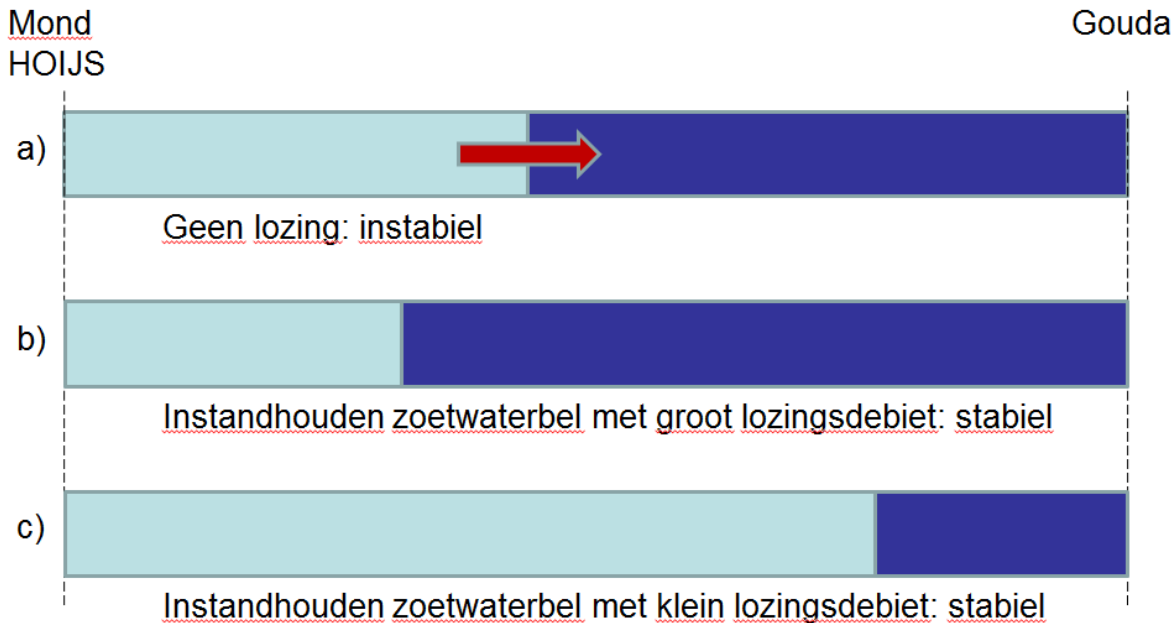 Mond
HOIJS
Gouda
a)
Geen lozing: instabiel
b)
Instandhouden zoetwaterbel met groot lozingsdebiet: stabiel
c)
Instandhouden zoetwaterbel met klein lozingsdebiet: stabiel